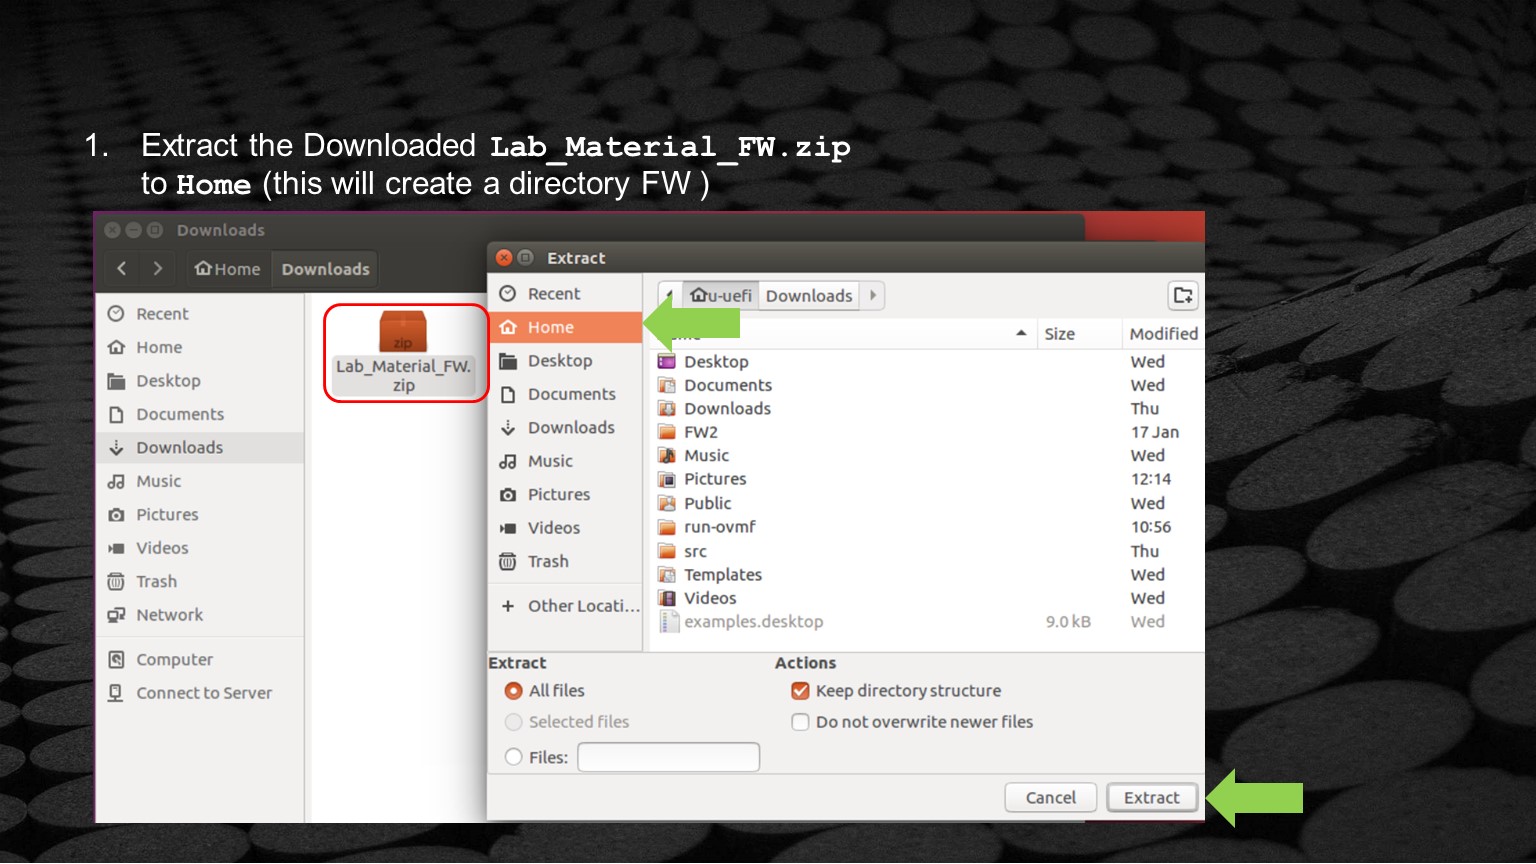 1. Extract the Downloaded Lab_Material_FW.zip
to Home (this will create a directory FW )
Downloads
Home
Downloads
Recent
Home
Desktop
Documents
Downloads
Music
Pictures
Videos
Trash
Network
Computer
Connect to Server
zip
Lab_Material_FW.
zip
Extract
Recent
Home
Desktop
Documents
Downloads
Music
Pictures
Videos
Trash
+ Other Locati...
u-uefi Downloads
Size Modified
Desktop Wed
Documents Wed
Downloads Thu
FW2 17 Jan
Music Wed
Pictures 12:14
Public Wed
run-ovmf 10:56
src Thu
Templates Wed
Videos Wed
examples.desktop 9.0 kB Wed
Extract
All files
Selected files
Files:
Actions
Keep directory structure
Do not overwrite newer files
Cancel Extract